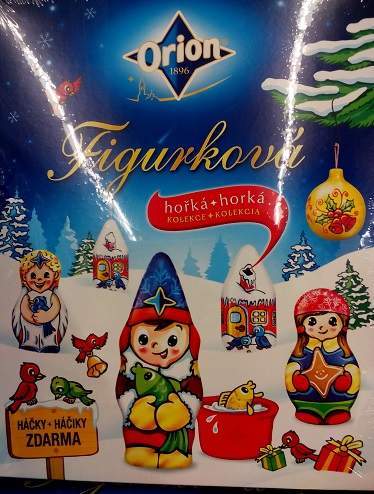 Orion
1896
Figurková
hořká + horká
KOLEKCE + KOLEKCIA
HÁČKY + HÁČIKY
ZDARMA